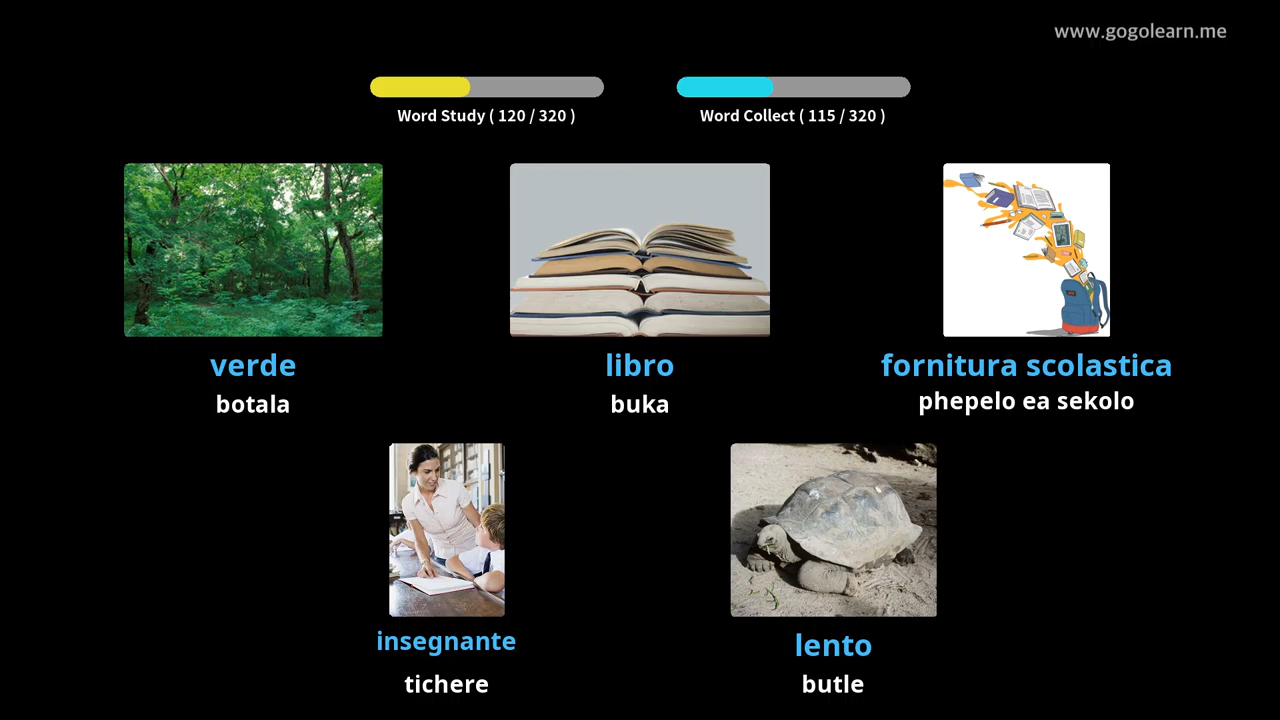 www.gogolearn.me
Word Study ( 120 / 320 )
Word Collect ( 115 / 320 )
verde
botala
libro
buka
fornitura scolastica
phepelo ea sekolo
insegnante
tichere
lento
butle